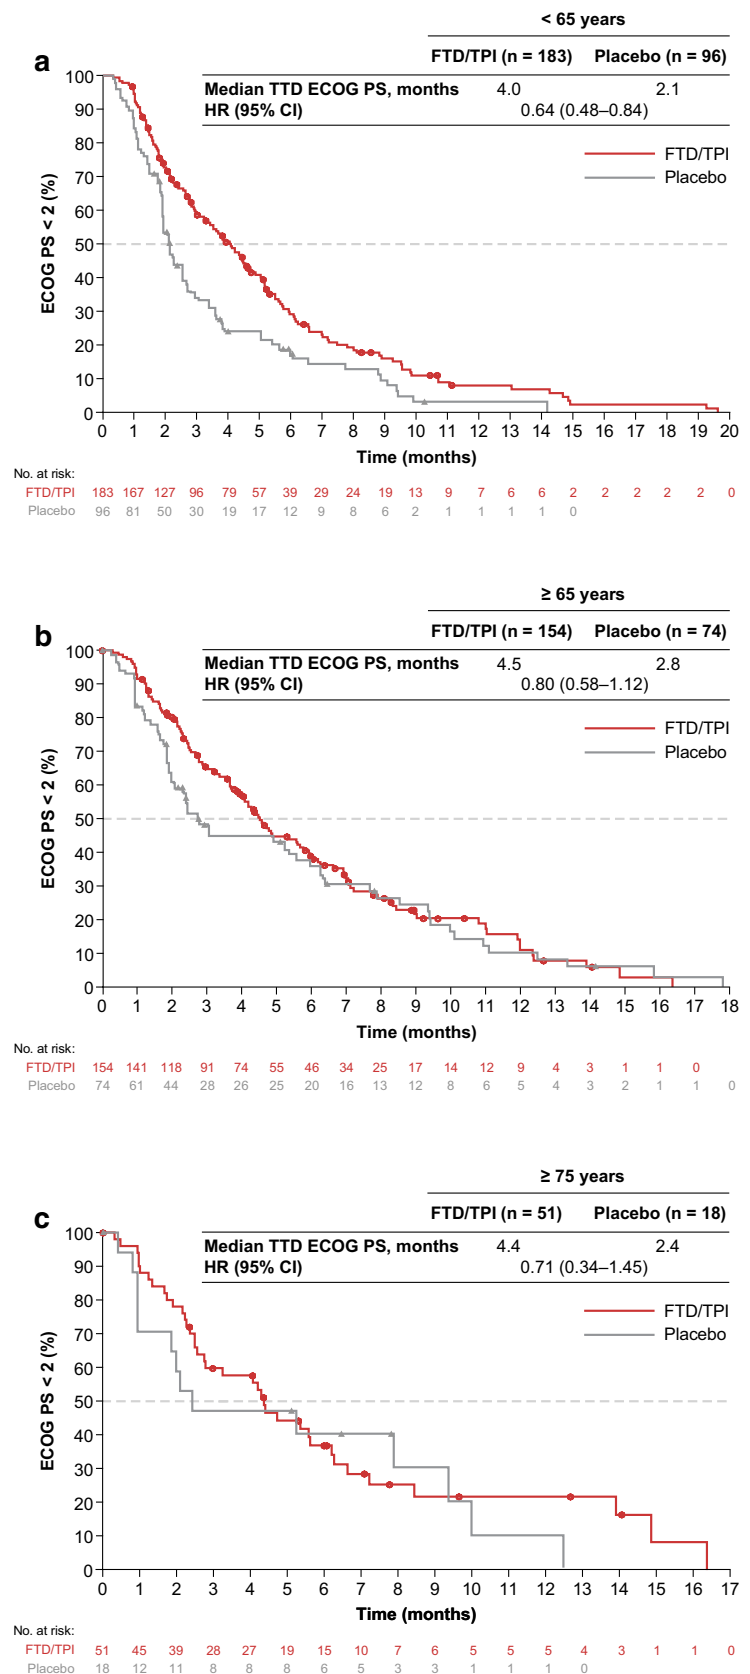 < 65 years
a
FTD/TPI (n = 183) Placebo (n = 96)
Median TTD ECOG PS, months 4.0 2.1
HR (95% CI) 0.64 (0.48–0.84)
FTD/TPI
Placebo
ECOG PS < 2 (%)
100
90
80
70
60
50
40
30
20
10
0
0 1 2 3 4 5 6 7 8 9 10 11 12 13 14 15 16 17 18 19 20
Time (months)
No. at risk:
FTD/TPI 183 167 127 96 79 57 39 29 24 19 13 9 7 6 6 2 2 2 2 2 0
Placebo 96 81 50 30 19 17 12 9 8 6 2 1 1 1 1 0
≥ 65 years
b
FTD/TPI (n = 154) Placebo (n = 74)
Median TTD ECOG PS, months 4.5 2.8
HR (95% CI) 0.80 (0.58–1.12)
FTD/TPI
Placebo
ECOG PS < 2 (%)
100
90
80
70
60
50
40
30
20
10
0
0 1 2 3 4 5 6 7 8 9 10 11 12 13 14 15 16 17 18
Time (months)
No. at risk:
FTD/TPI 154 141 118 91 74 55 46 34 25 17 14 12 9 4 3 1 1 0
Placebo 74 61 44 28 26 25 20 16 13 12 8 6 5 4 3 2 1 1 0
≥ 75 years
c
FTD/TPI (n = 51) Placebo (n = 18)
Median TTD ECOG PS, months 4.4 2.4
HR (95% CI) 0.71 (0.34–1.45)
FTD/TPI
Placebo
ECOG PS < 2 (%)
100
90
80
70
60
50
40
30
20
10
0
0 1 2 3 4 5 6 7 8 9 10 11 12 13 14 15 16 17
Time (months)
No. at risk:
FTD/TPI 51 45 39 28 27 19 15 10 7 6 5 5 5 4 3 1 1 0
Placebo 18 12 11 8 8 8 6 5 3 3 1 1 1 0